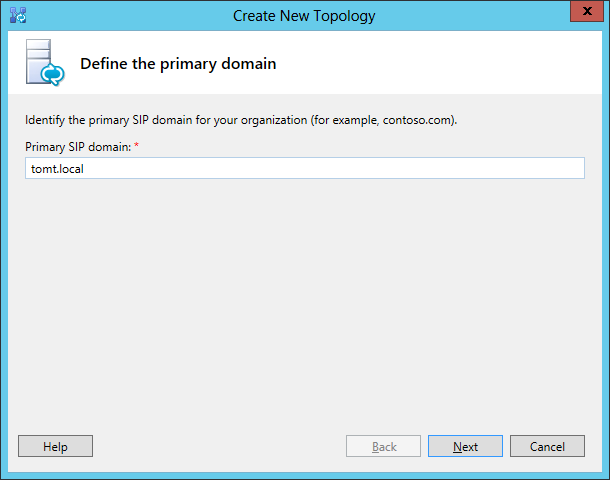 Create New Topology
x
Define the primary domain
Identify the primary SIP domain for your organization (for example, contoso.com).
Primary SIP domain: *
tomt.local
Help
Back
Next
Cancel